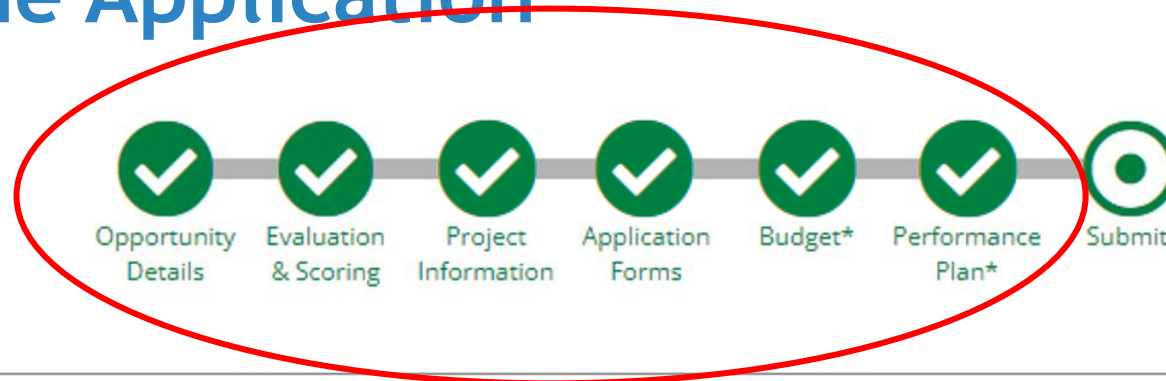 e Application
Opportunity Details
Evaluation & Scoring
Project Information
Application Forms
Budget*
Performance Plan*
Submit